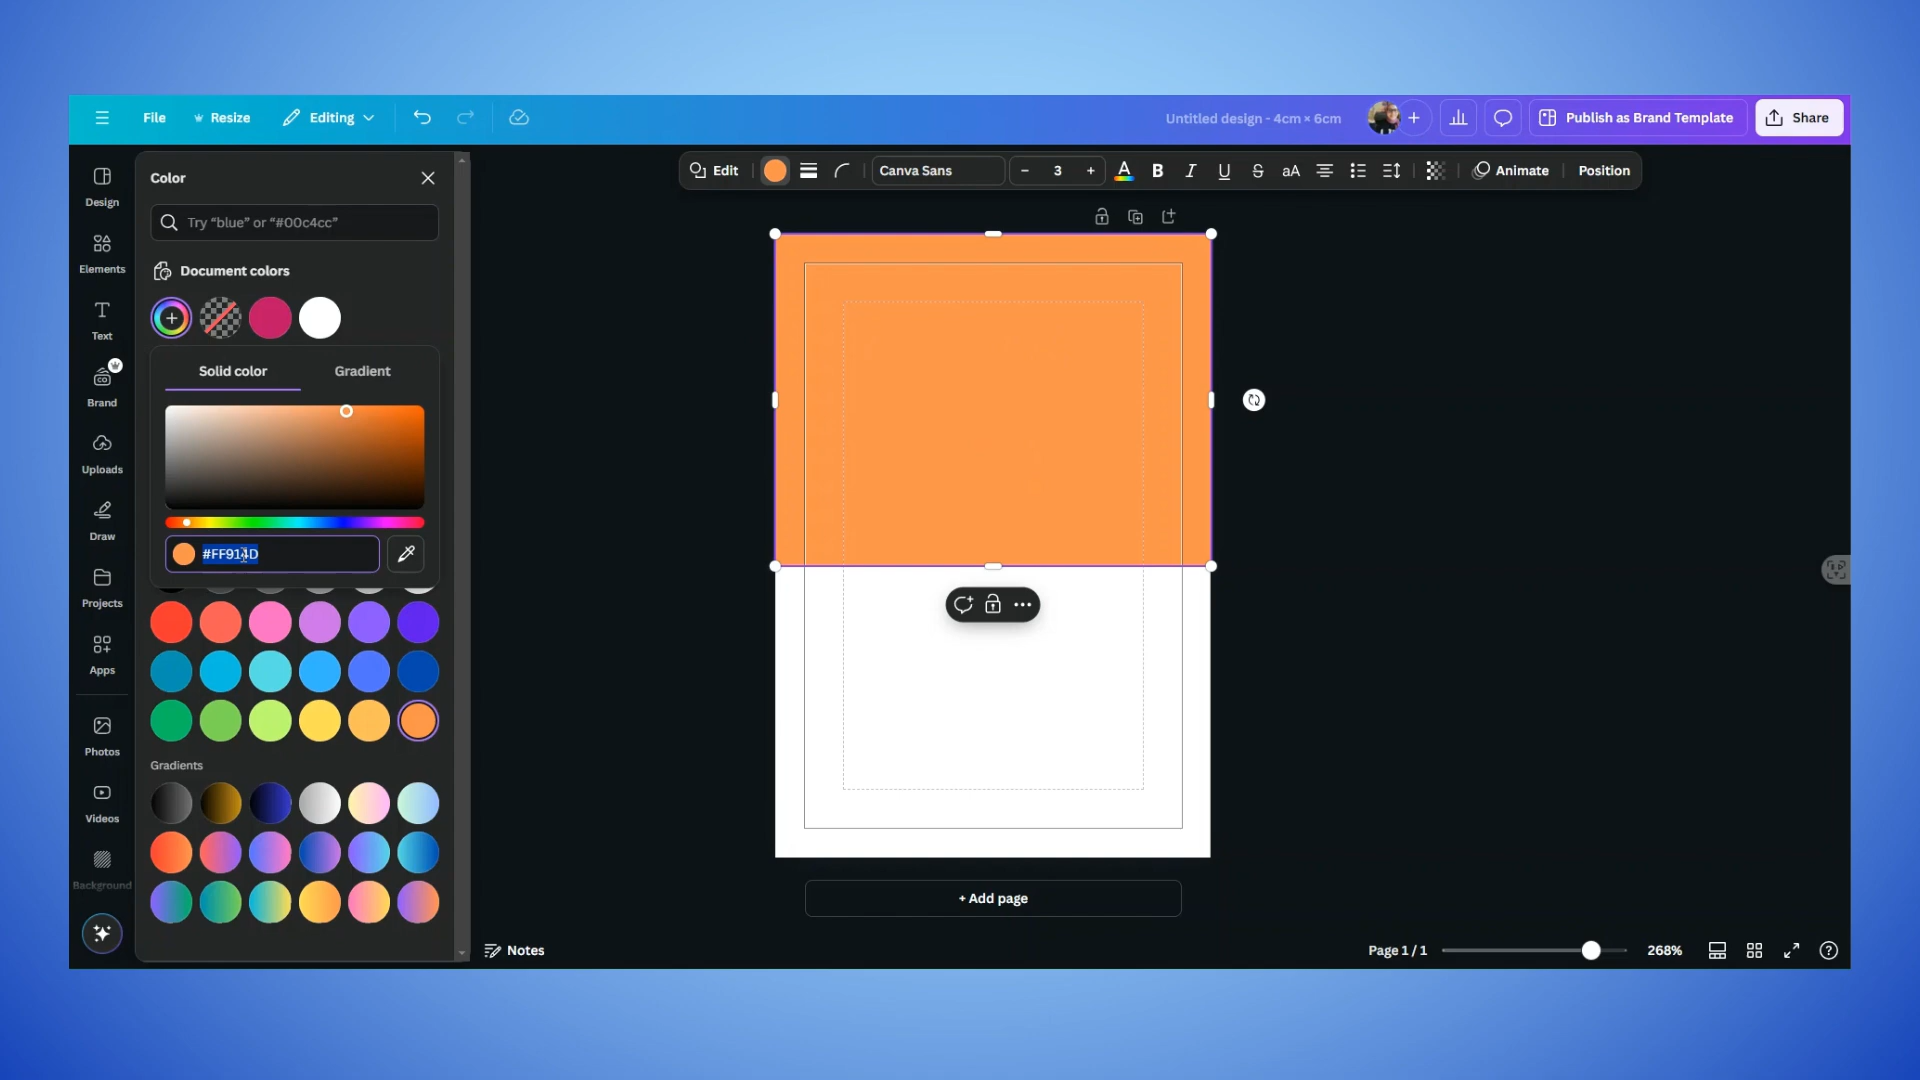 File
Resize
Editing
Untitled design - 4cm × 6cm
Publish as Brand Template
Share
Design
Elements
Text
Brand
Uploads
Draw
Projects
Apps
Photos
Videos
Background
Color
Try “blue” or “#00c4cc”
Document colors
Solid color
Gradient
#FF914D
Gradients
Edit
Canva Sans
– 3 +
A B I U S aA
Animate
Position
+ Add page
Notes
Page 1 / 1
268%